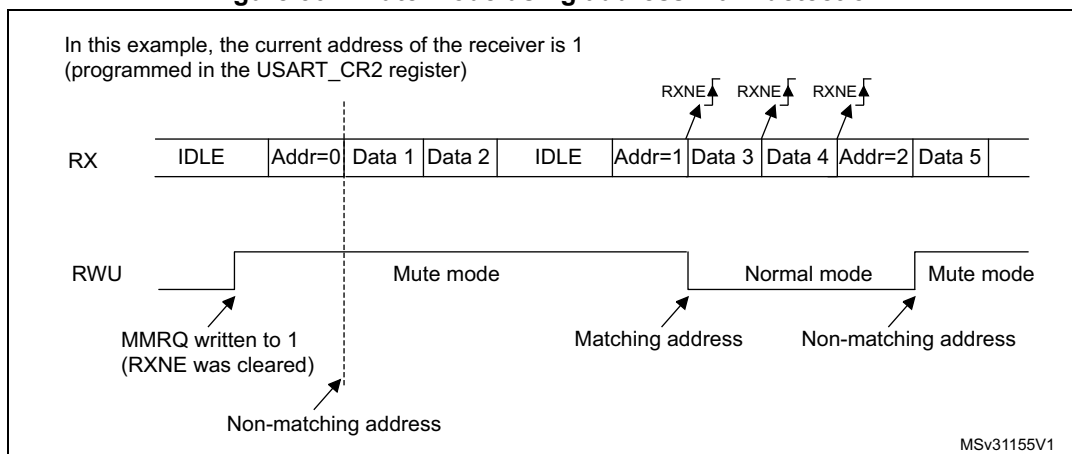 In this example, the current address of the receiver is 1
(programmed in the USART_CR2 register)
RXNE RXNE RXNE
RX IDLE Addr=0 Data 1 Data 2 IDLE Addr=1 Data 3 Data 4 Addr=2 Data 5
RWU Mute mode Normal mode Mute mode
MMRQ written to 1 Matching address Non-matching address
(RXNE was cleared)
Non-matching address
MSv31155V1